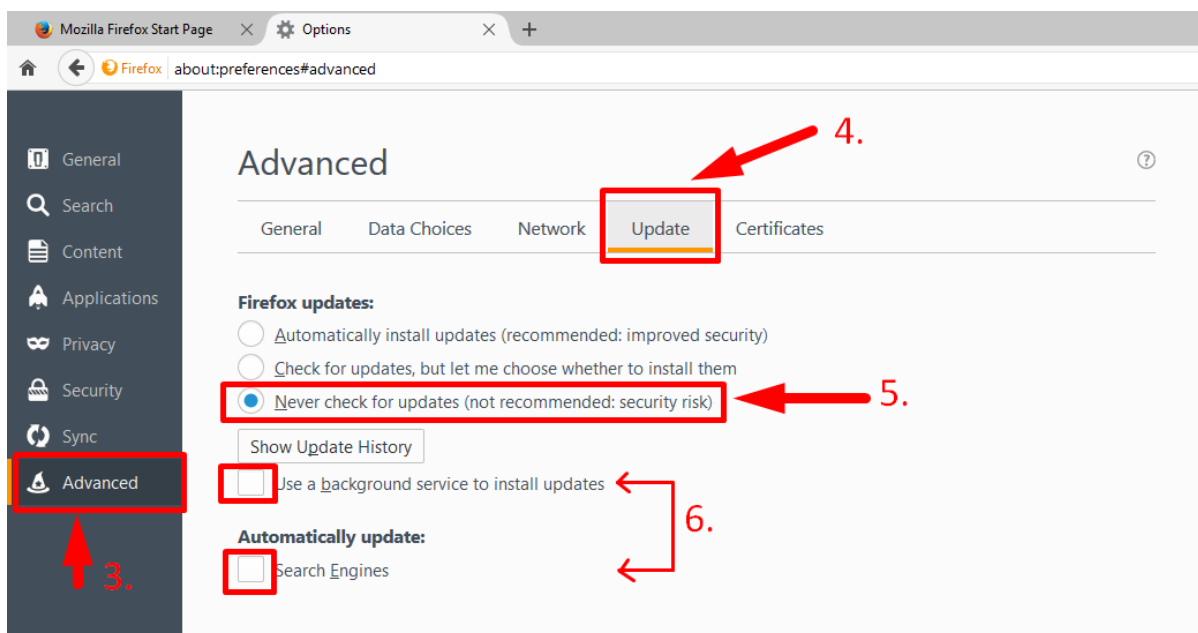 Mozilla Firefox Start Page
Options
Firefox about:preferences#advanced
General
Search
Content
Applications
Privacy
Security
Sync
Advanced
3.
Advanced
?
4.
General Data Choices Network Update Certificates
Firefox updates:
Automatically install updates (recommended: improved security)
Check for updates, but let me choose whether to install them
Never check for updates (not recommended: security risk)
5.
Show Update History
Use a background service to install updates
6.
Automatically update:
Search Engines